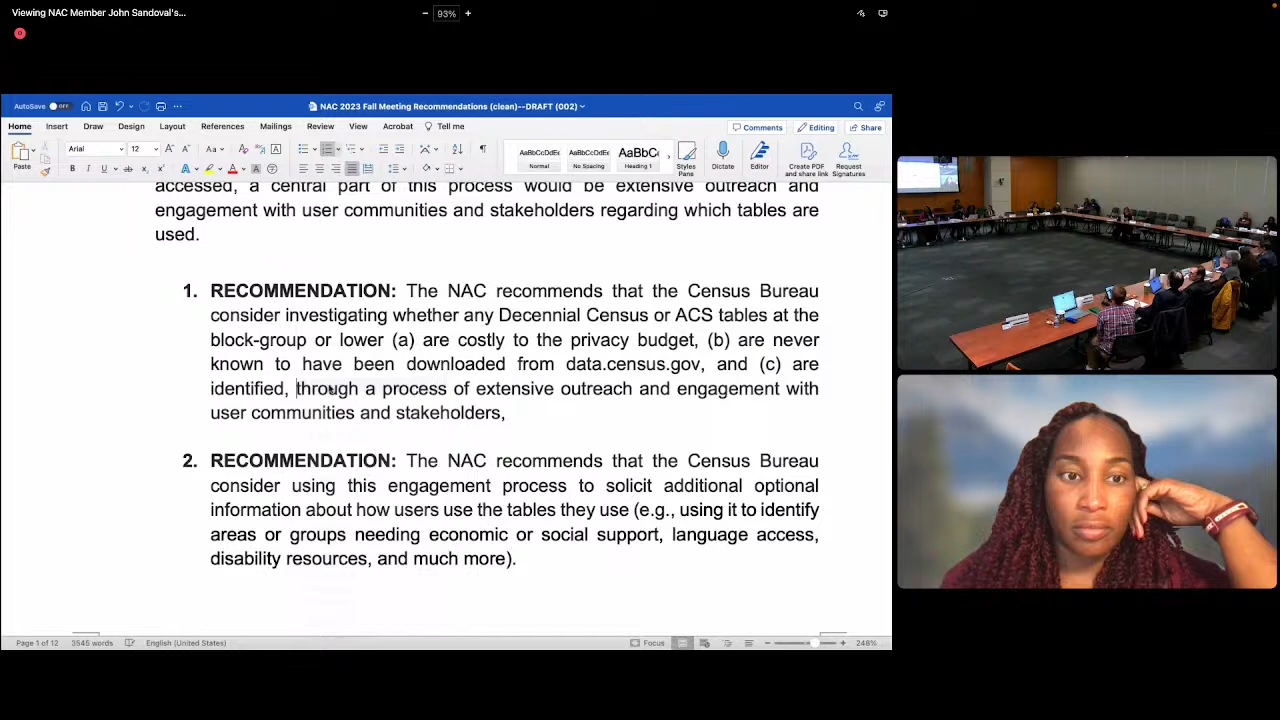 Viewing NAC Member John Sandoval's...
− 93% +
AutoSave OFF
NAC 2023 Fall Meeting Recommendations (clean)--DRAFT (002)
Home Insert Draw Design Layout References Mailings Review View Acrobat Tell me
Comments Editing Share
Paste
Arial 12
AaBbCcDdEe AaBbCcDdEe AaBbC
Normal No Spacing Heading 1
Styles Pane
Dictate
Editor
Create PDF and share link
Request Signatures
accessed, a central part of this process would be extensive outreach and
engagement with user communities and stakeholders regarding which tables are
used.
1. RECOMMENDATION: The NAC recommends that the Census Bureau
consider investigating whether any Decennial Census or ACS tables at the
block-group or lower (a) are costly to the privacy budget, (b) are never
known to have been downloaded from data.census.gov, and (c) are
identified, through a process of extensive outreach and engagement with
user communities and stakeholders,
2. RECOMMENDATION: The NAC recommends that the Census Bureau
consider using this engagement process to solicit additional optional
information about how users use the tables they use (e.g., using it to identify
areas or groups needing economic or social support, language access,
disability resources, and much more).
Page 1 of 12 3545 words English (United States) Focus 248%